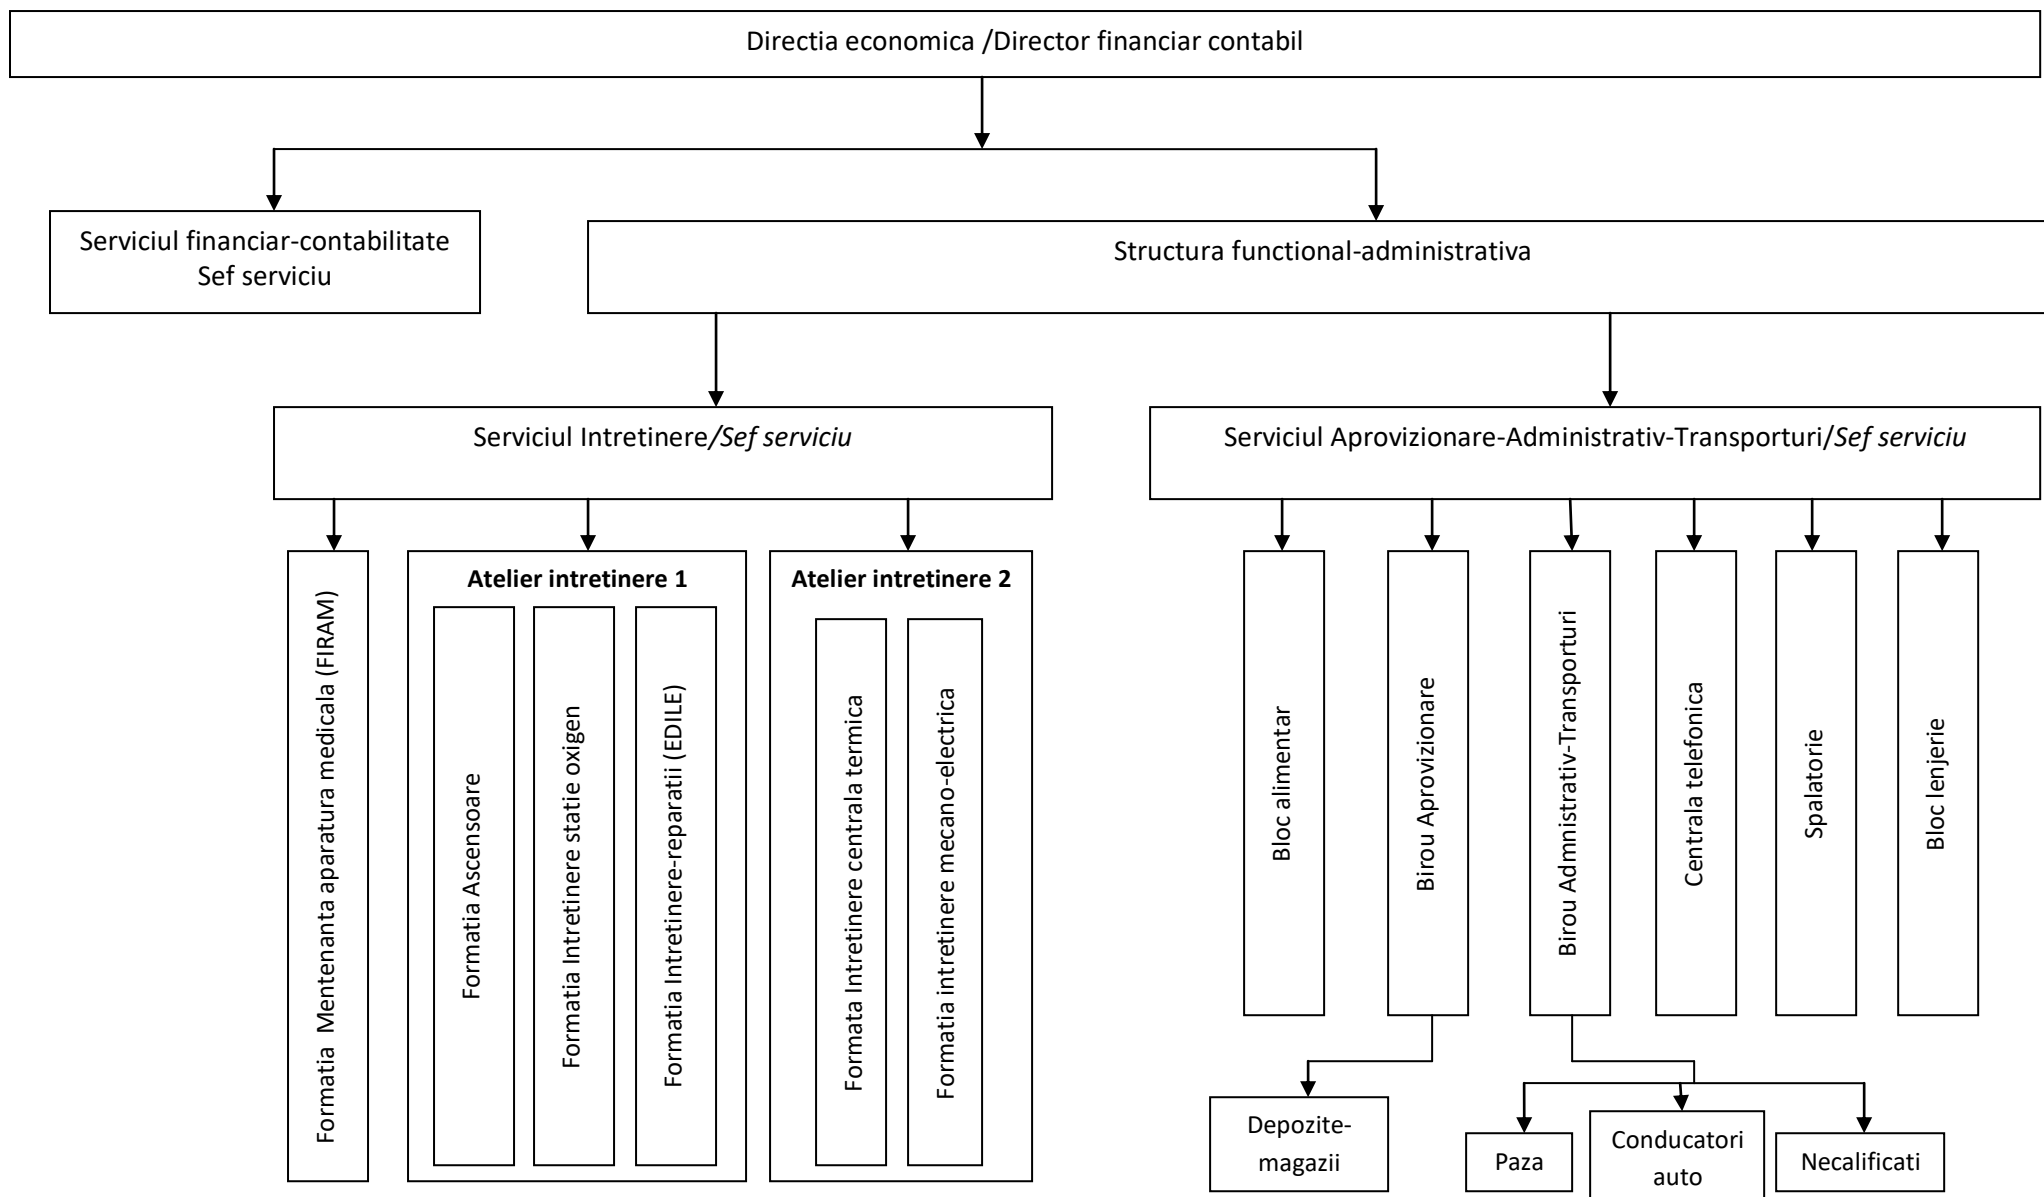 Directia economica /Director financiar contabil
Serviciul financiar-contabilitate
Sef serviciu
Structura functional-administrativa
Serviciul Intretinere/Sef serviciu
Serviciul Aprovizionare-Administrativ-Transporturi/Sef serviciu
Formatia Mentenanta aparatura medicala (FIRAM)
Atelier intretinere 1
Formatia Ascensoare
Formatia Intretinere statie oxigen
Formatia Intretinere-reparatii (EDILE)
Atelier intretinere 2
Formata Intretinere centrala termica
Formatia intretinere mecano-electrica
Bloc alimentar
Birou Aprovizionare
Birou Admnistrativ-Transporturi
Centrala telefonica
Spalatorie
Bloc lenjerie
Depozite-
magazii
Paza
Conducatori
auto
Necalificati